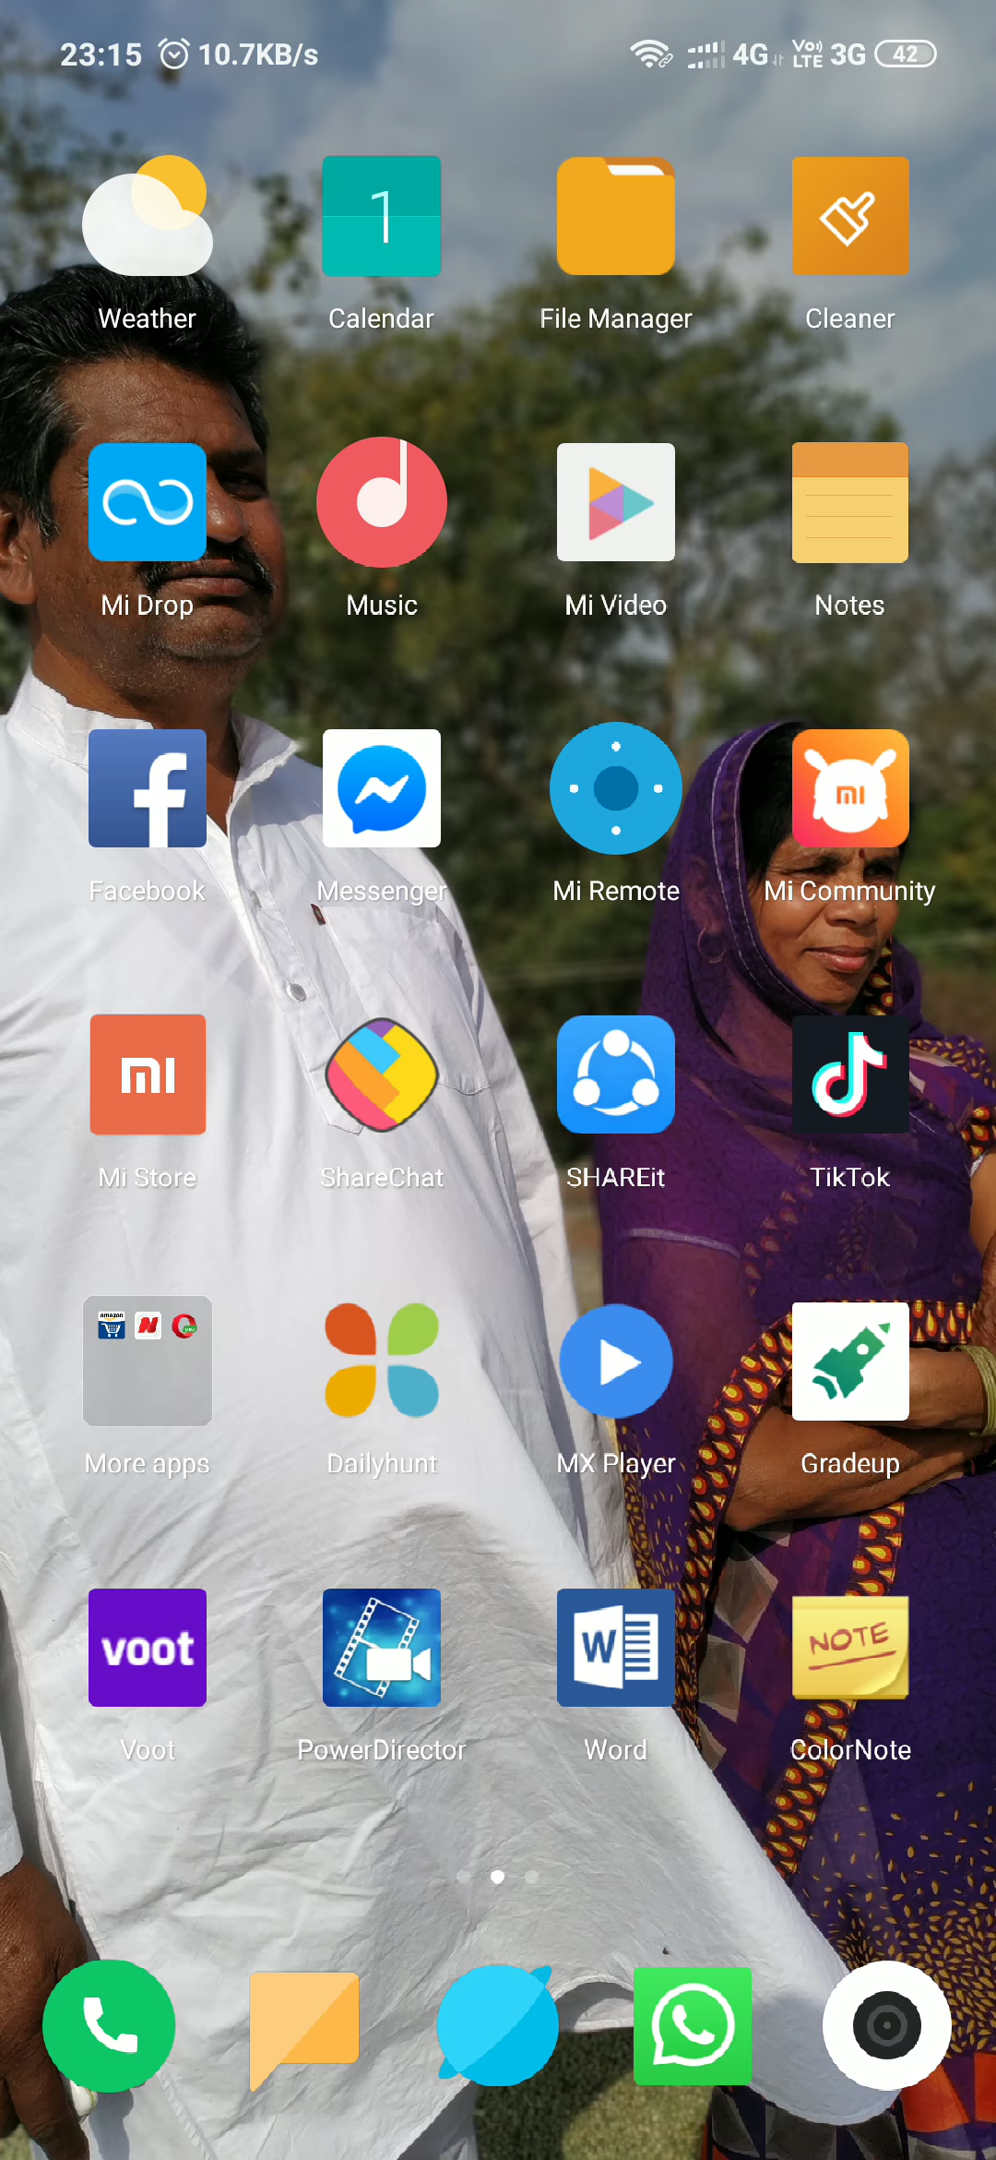 23:15 10.7KB/s 4G Vo) LTE 3G 42
1
Weather Calendar File Manager Cleaner
Mi Drop Music Mi Video Notes
Facebook Messenger Mi Remote Mi Community
mi
Mi Store ShareChat SHAREit TikTok
amazon
More apps Dailyhunt MX Player Gradeup
voot W NOTE
Voot PowerDirector Word ColorNote